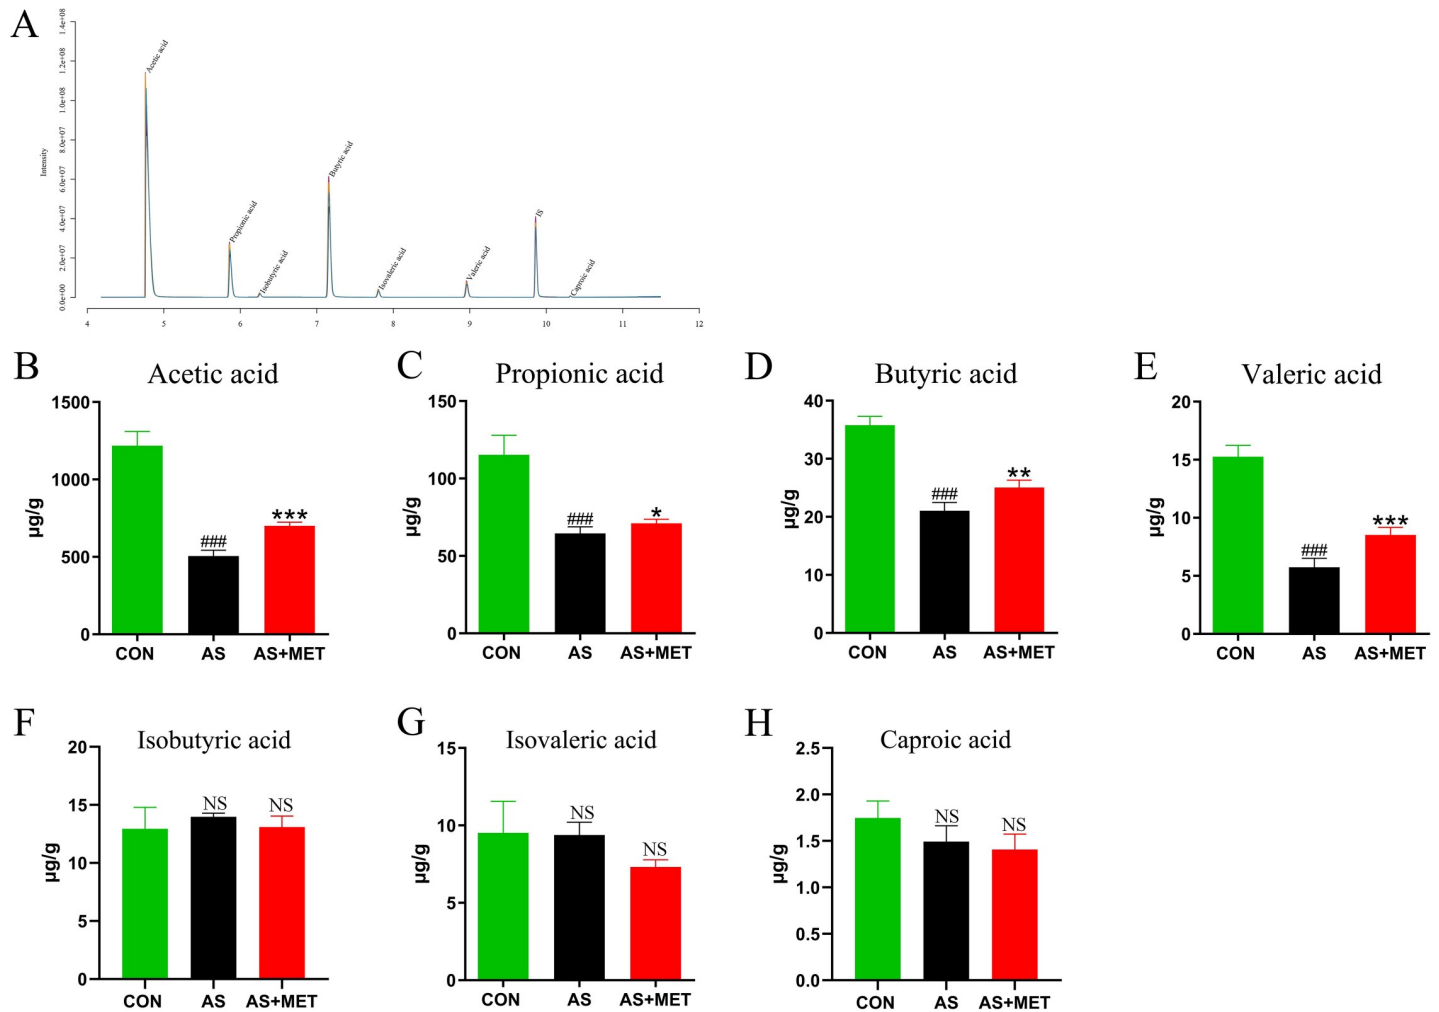 A
Intensity
0.0e+00 2.0e+07 4.0e+07 6.0e+07 8.0e+07 1.0e+08 1.2e+08 1.4e+08
Acetic acid
Propionic acid
Isobutyric acid
Butyric acid
Isovaleric acid
Valeric acid
IS
Caproic acid
4 5 6 7 8 9 10 11 12
B
Acetic acid
µg/g
1500
1000
500
0
###
***
CON AS AS+MET
C
Propionic acid
µg/g
150
100
50
0
###
*
CON AS AS+MET
D
Butyric acid
µg/g
40
30
20
10
0
###
**
CON AS AS+MET
E
Valeric acid
µg/g
20
15
10
5
0
###
***
CON AS AS+MET
F
Isobutyric acid
µg/g
20
15
10
5
0
NS NS
CON AS AS+MET
G
Isovaleric acid
µg/g
15
10
5
0
NS
NS
CON AS AS+MET
H
Caproic acid
µg/g
2.5
2.0
1.5
1.0
0.5
0.0
NS
NS
CON AS AS+MET